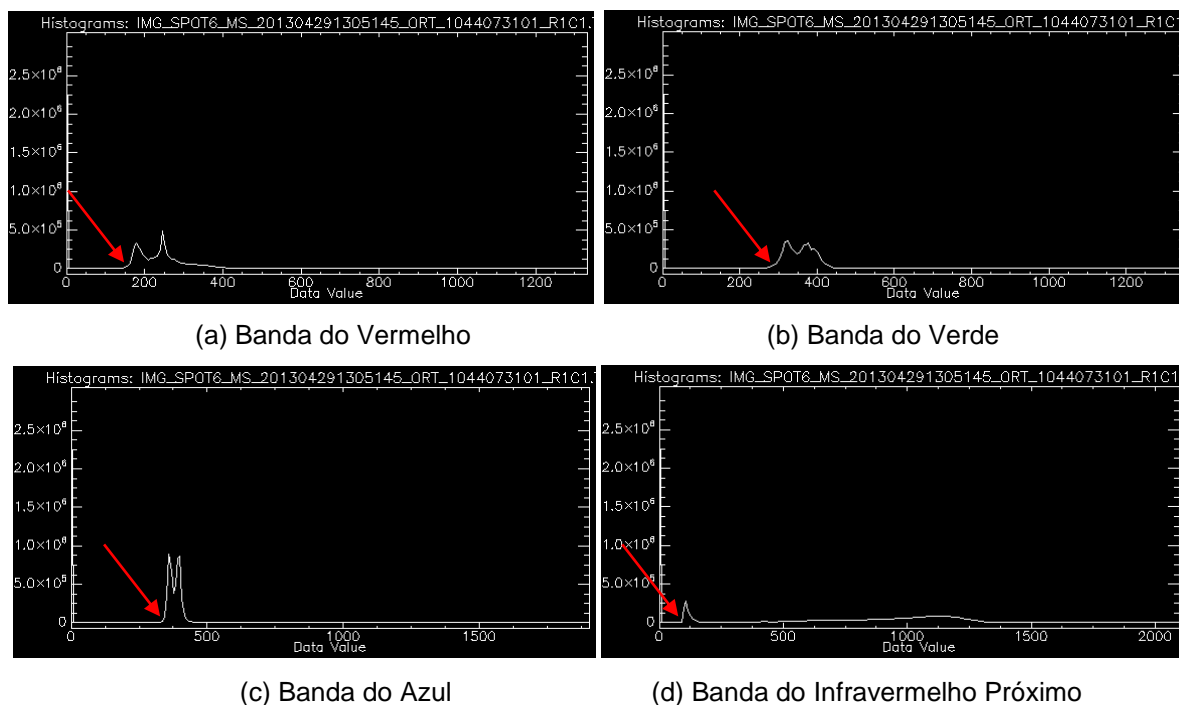 Histograms: IMG_SPOT6_MS_201304291305145_ORT_1044073101_R1C1.
2.5×10⁶
2.0×10⁶
1.5×10⁶
1.0×10⁶
5.0×10⁵
0
0 200 400 600 800 1000 1200
Data Value
(a) Banda do Vermelho
Histograms: IMG_SPOT6_MS_201304291305145_ORT_1044073101_R1C1
2.5×10⁶
2.0×10⁶
1.5×10⁶
1.0×10⁶
5.0×10⁵
0
0 200 400 600 800 1000 1200
Data Value
(b) Banda do Verde
Histograms: IMG_SPOT6_MS_201304291305145_ORT_1044073101_R1C1.
2.5×10⁶
2.0×10⁶
1.5×10⁶
1.0×10⁶
5.0×10⁵
0
0 500 1000 1500
Data Value
(c) Banda do Azul
Histograms: IMG_SPOT6_MS_201304291305145_ORT_1044073101_R1C1
2.5×10⁶
2.0×10⁶
1.5×10⁶
1.0×10⁶
5.0×10⁵
0
0 500 1000 1500 2000
Data Value
(d) Banda do Infravermelho Próximo